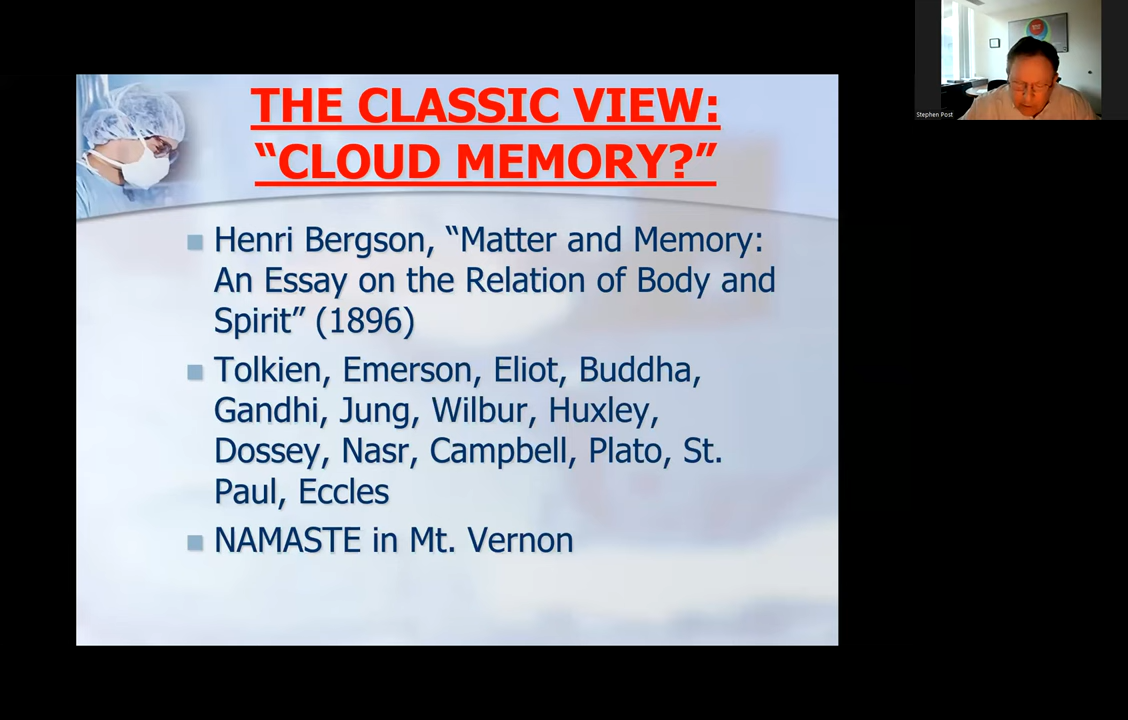 THE CLASSIC VIEW:
“CLOUD MEMORY?”
Henri Bergson, “Matter and Memory:
An Essay on the Relation of Body and
Spirit” (1896)
Tolkien, Emerson, Eliot, Buddha,
Gandhi, Jung, Wilbur, Huxley,
Dossey, Nasr, Campbell, Plato, St.
Paul, Eccles
NAMASTE in Mt. Vernon
Stephen Post